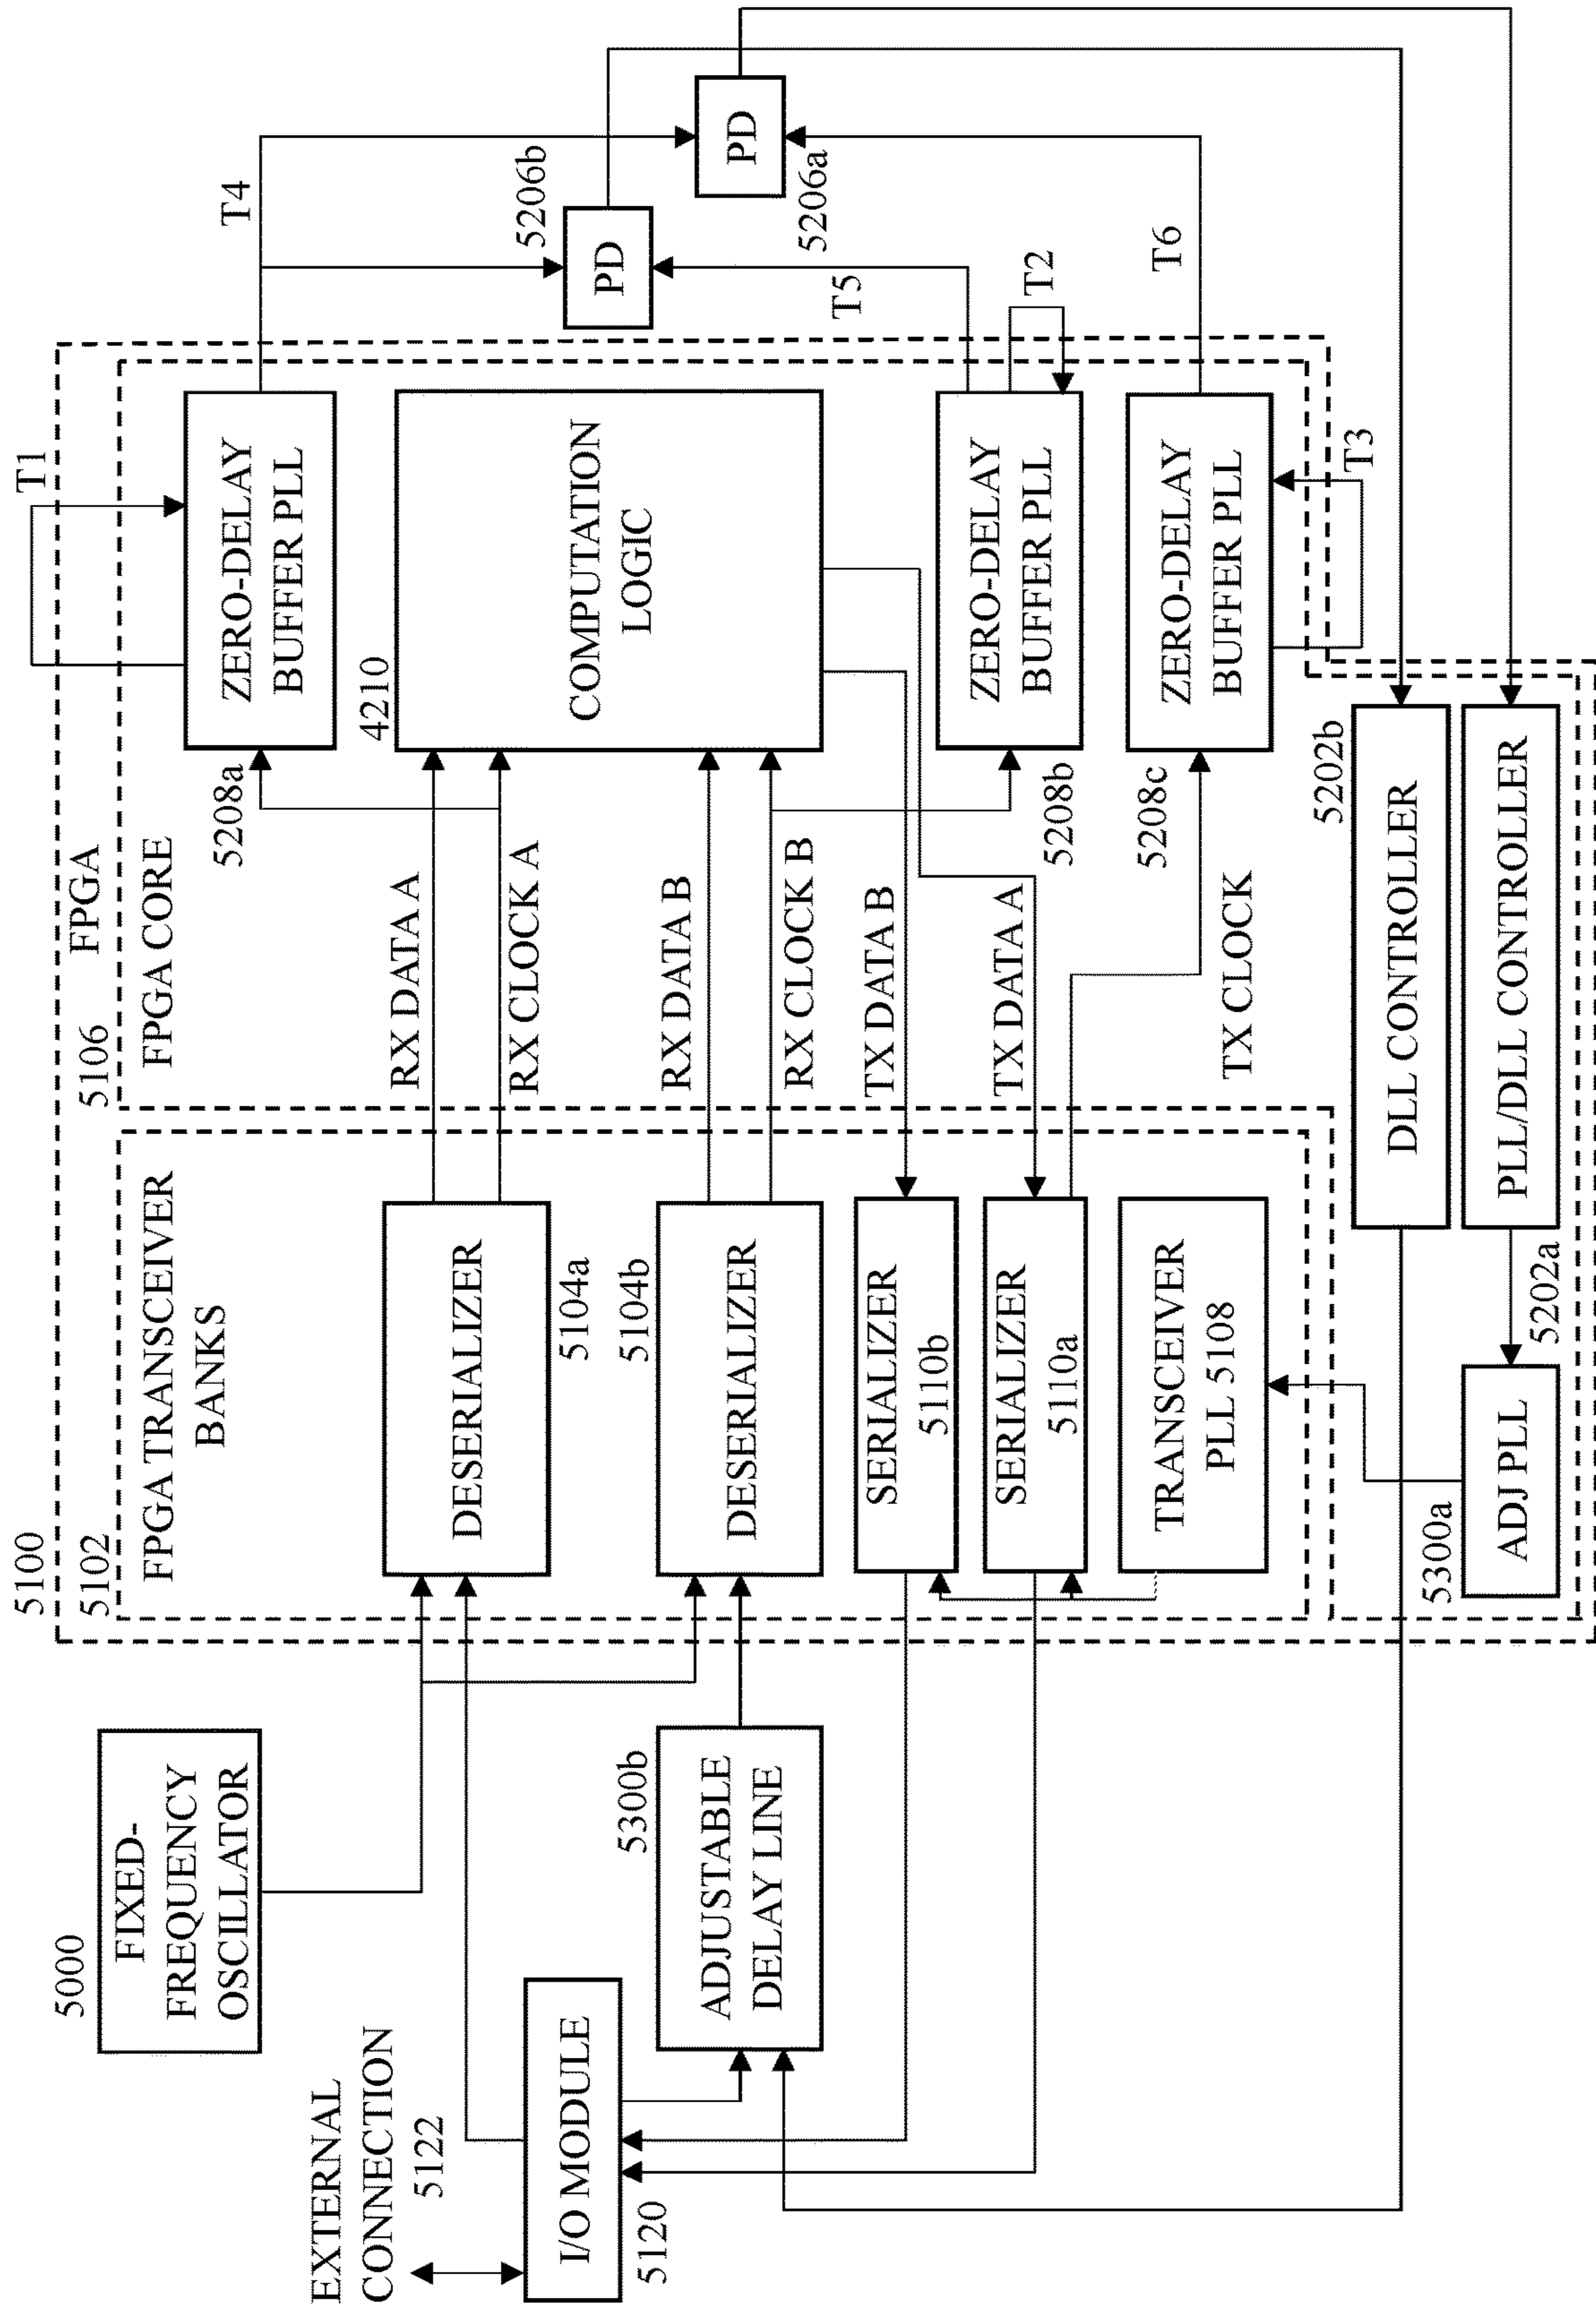 5100
5102
5106
FPGA
FPGA TRANSCEIVER
BANKS
FPGA CORE
5000
FIXED-
FREQUENCY
OSCILLATOR
EXTERNAL
CONNECTION
5122
I/O MODULE
5120
5300b
ADJUSTABLE
DELAY LINE
DESERIALIZER
5104a
5104b
DESERIALIZER
SERIALIZER
5110b
SERIALIZER
5110a
TRANSCEIVER
PLL 5108
5300a
ADJ PLL
5202a
RX DATA A
RX CLOCK A
RX DATA B
RX CLOCK B
TX DATA B
TX DATA A
TX CLOCK
5208a
ZERO-DELAY
BUFFER PLL
T1
4210
COMPUTATION
LOGIC
5208b
ZERO-DELAY
BUFFER PLL
T2
5208c
ZERO-DELAY
BUFFER PLL
T3
5202b
DLL CONTROLLER
PLL/DLL CONTROLLER
T4
5206b
PD
T5
PD
5206a
T6